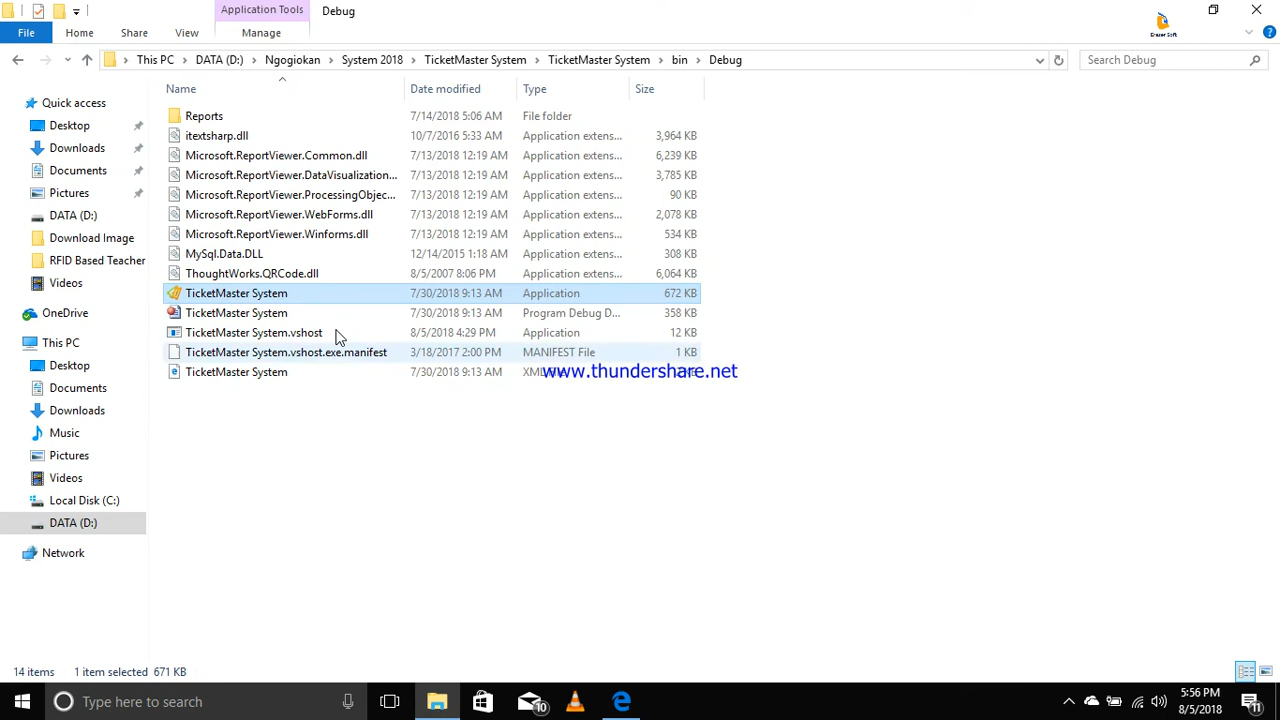 Application Tools
Debug
Eraser Soft
File
Home
Share
View
Manage
This PC
DATA (D:)
Ngogiokan
System 2018
TicketMaster System
TicketMaster System
bin
Debug
Search Debug
Name
Date modified
Type
Size
Quick access
Desktop
Downloads
Documents
Pictures
DATA (D:)
Download Image
RFID Based Teacher
Videos
OneDrive
This PC
Desktop
Documents
Downloads
Music
Pictures
Videos
Local Disk (C:)
DATA (D:)
Network
Reports 7/14/2018 5:06 AM File folder
itextsharp.dll 10/7/2016 5:33 AM Application extens... 3,964 KB
Microsoft.ReportViewer.Common.dll 7/13/2018 12:19 AM Application extens... 6,239 KB
Microsoft.ReportViewer.DataVisualization... 7/13/2018 12:19 AM Application extens... 3,785 KB
Microsoft.ReportViewer.ProcessingObjec... 7/13/2018 12:19 AM Application extens... 90 KB
Microsoft.ReportViewer.WebForms.dll 7/13/2018 12:19 AM Application extens... 2,078 KB
Microsoft.ReportViewer.Winforms.dll 7/13/2018 12:19 AM Application extens... 534 KB
MySql.Data.DLL 12/14/2015 1:18 AM Application extens... 308 KB
ThoughtWorks.QRCode.dll 8/5/2007 8:06 PM Application extens... 6,064 KB
TicketMaster System 7/30/2018 9:13 AM Application 672 KB
TicketMaster System 7/30/2018 9:13 AM Program Debug D... 358 KB
TicketMaster System.vshost 8/5/2018 4:29 PM Application 12 KB
TicketMaster System.vshost.exe.manifest 3/18/2017 2:00 PM MANIFEST File 1 KB
TicketMaster System 7/30/2018 9:13 AM
www.thundershare.net
14 items 1 item selected 671 KB
Type here to search
10
5:56 PM
8/5/2018
11